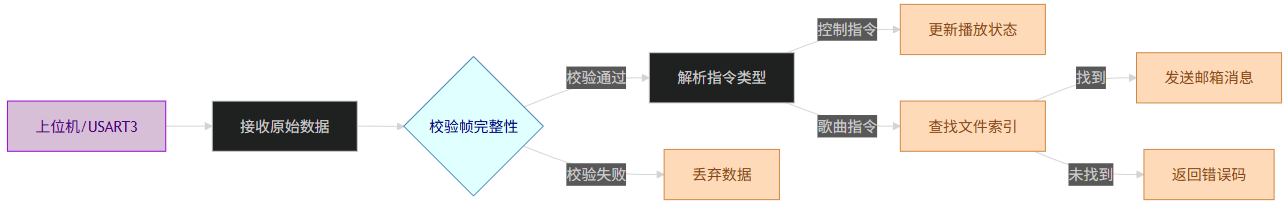 上位机/USART3
接收原始数据
校验帧完整性
校验通过
校验失败
解析指令类型
丢弃数据
控制指令
歌曲指令
更新播放状态
查找文件索引
找到
未找到
发送邮箱消息
返回错误码